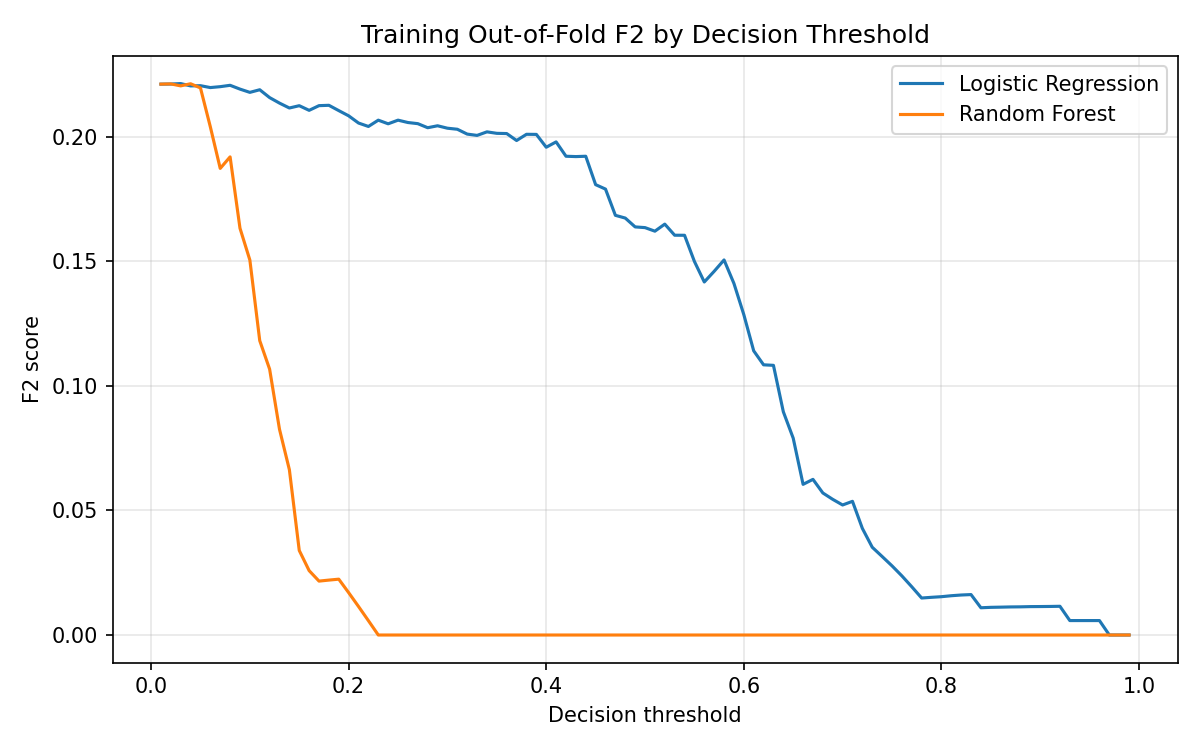 Training Out-of-Fold F2 by Decision Threshold
Logistic Regression
Random Forest
F2 score
0.20
0.15
0.10
0.05
0.00
0.0 0.2 0.4 0.6 0.8 1.0
Decision threshold